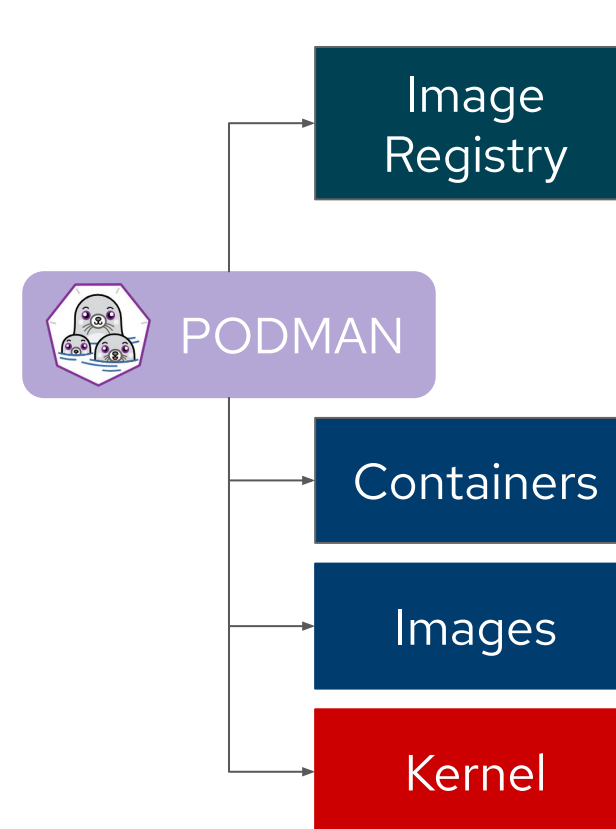 Image
Registry
PODMAN
Containers
Images
Kernel